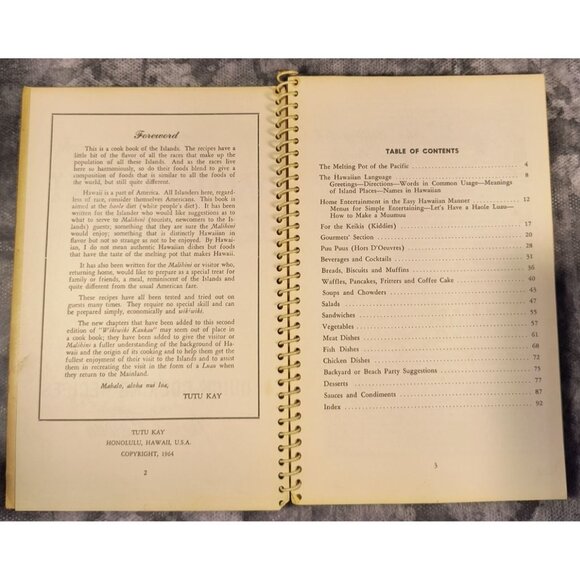 Foreword
This is a cook book of the Islands. The recipes have a
little bit of the flavor of all the races that make up the
population of all these Islands. And as the races live
here so harmoniously, so do their foods blend to give a
composition of foods that is similar to all the foods of
the world, but still quite different.
Hawaii is a part of America. All Islanders here, regard-
less of race, consider themselves Americans. This book is
aimed at the haole diet (white people's diet). It has been
written for the Islander who would like suggestions as to
what to serve to Malihini (tourists, newcomers to the Is-
lands) guests; something that they are sure the Malihini
would enjoy; something that is distinctly Hawaiian in
flavor but not so strange as not to be enjoyed. By Hawai-
ian, I do not mean authentic Hawaiian dishes but foods
that have the taste of the melting pot that makes Hawaii.
It has also been written for the Malihini or visitor who,
returning home, would like to prepare as a special treat for
family or friends, a meal, reminiscent of the Islands and
quite different from the usual American fare.
These recipes have all been tested and tried out on
guests many times. They require no special skill and can
be prepared simply, economically and wik-wiki.
The new chapters that have been added to this second
edition of "Wikiwiki Kaukau" may seem out of place in
a cook book; they have been added to give the visitor or
Malihini a fuller understanding of the background of Ha-
waii and the origin of its cooking and to help them get the
fullest enjoyment of their visit to the Islands and to assist
them in recreating the visit in the form of a Luau when
they return to the Mainland.
Mahalo, aloha nui loa,
TUTU KAY
TUTU KAY
HONOLULU, HAWAII, U.S.A.
COPYRIGHT, 1964
2
TABLE OF CONTENTS
The Melting Pot of the Pacific 4
The Hawaiian Language 8
Greetings—Directions—Words in Common Usage—Meanings
of Island Places—Names in Hawaiian
Home Entertainment in the Easy Hawaiian Manner 12
Menus for Simple Entertaining—Let's Have a Haole Luau—
How to Make a Muumuu
For the Keikis (Kiddies) 17
Gourmets' Section 20
Puu Puus (Hors D'Oeuvres) 28
Beverages and Cocktails 31
Breads, Biscuits and Muffins 36
Waffles, Pancakes, Fritters and Coffee Cake 40
Soups and Chowders 43
Salads 47
Sandwiches 55
Vegetables 57
Meat Dishes 61
Fish Dishes 68
Chicken Dishes 72
Backyard or Beach Party Suggestions 75
Desserts 77
Sauces and Condiments 87
Index 92
3